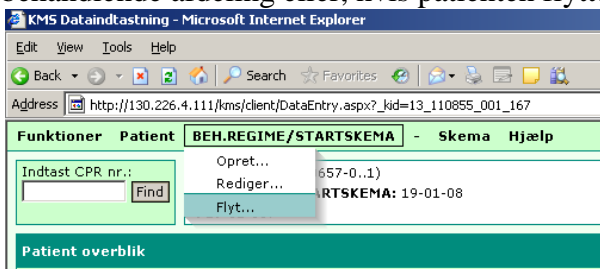 KMS Dataindtastning - Microsoft Internet Explorer
Edit View Tools Help
Back Search Favorites
Address http://130.226.4.111/kms/client/DataEntry.aspx?_kid=13_110855_001_167
Funktioner Patient BEH.REGIME/STARTSKEMA - Skema Hjælp
Indtast CPR nr.:
Find
Opret...
Rediger...
Flyt...
657-0..1)
RTSKEMA: 19-01-08
Patient overblik